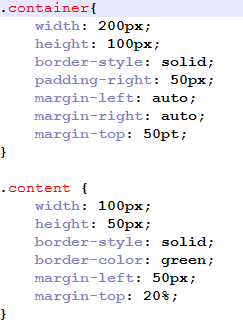 .container{
width: 200px;
height: 100px;
border-style: solid;
padding-right: 50px;
margin-left: auto;
margin-right: auto;
margin-top: 50pt;
}
.content {
width: 100px;
height: 50px;
border-style: solid;
border-color: green;
margin-left: 50px;
margin-top: 20%;
}